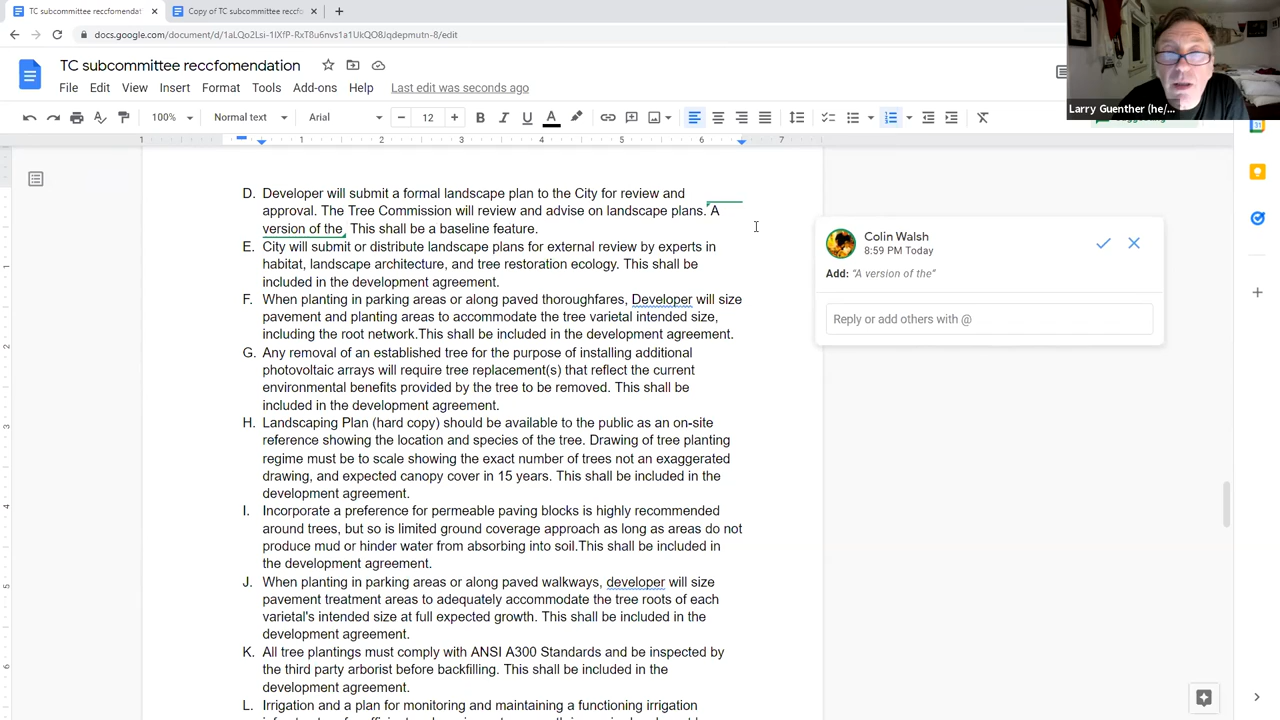 TC subcommittee reccfomendat
Copy of TC subcommittee reccfo
docs.google.com/document/d/1aLQo2Lsi-1lXfP-RxT8u6nvs1a1UkQO8Jqdepmutn-8/edit
TC subcommittee reccfomendation
File Edit View Insert Format Tools Add-ons Help Last edit was seconds ago
100% Normal text Arial 12 B I U A
Larry Guenther (he/...
1 1 2 3 4 5 6 7
D. Developer will submit a formal landscape plan to the City for review and
approval. The Tree Commission will review and advise on landscape plans. A
version of the, This shall be a baseline feature.
E. City will submit or distribute landscape plans for external review by experts in
habitat, landscape architecture, and tree restoration ecology. This shall be
included in the development agreement.
F. When planting in parking areas or along paved thoroughfares, Developer will size
pavement and planting areas to accommodate the tree varietal intended size,
including the root network.This shall be included in the development agreement.
G. Any removal of an established tree for the purpose of installing additional
photovoltaic arrays will require tree replacement(s) that reflect the current
environmental benefits provided by the tree to be removed. This shall be
included in the development agreement.
H. Landscaping Plan (hard copy) should be available to the public as an on-site
reference showing the location and species of the tree. Drawing of tree planting
regime must be to scale showing the exact number of trees not an exaggerated
drawing, and expected canopy cover in 15 years. This shall be included in the
development agreement.
I. Incorporate a preference for permeable paving blocks is highly recommended
around trees, but so is limited ground coverage approach as long as areas do not
produce mud or hinder water from absorbing into soil.This shall be included in
the development agreement.
J. When planting in parking areas or along paved walkways, developer will size
pavement treatment areas to adequately accommodate the tree roots of each
varietal's intended size at full expected growth. This shall be included in the
development agreement.
K. All tree plantings must comply with ANSI A300 Standards and be inspected by
the third party arborist before backfilling. This shall be included in the
development agreement.
L. Irrigation and a plan for monitoring and maintaining a functioning irrigation
Colin Walsh
8:59 PM Today
Add: “A version of the”
Reply or add others with @